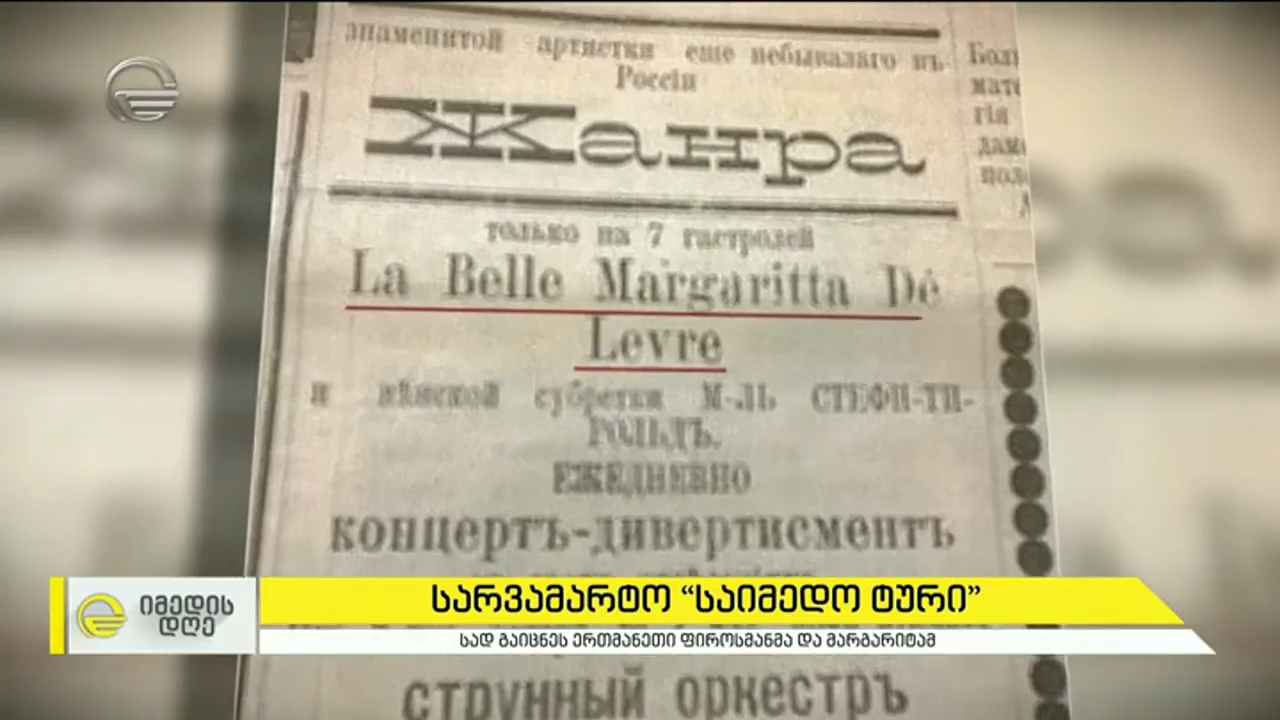 знаменитой артистки еще небывалаго въ
Россіи
Жанра
только на 7 гастролей
La Belle Margaritta De
Levre
и вѣнской субретки М-ЛЬ СТЕФИ-ТИ-
РОЛЬДЪ.
ЕЖЕДНЕВНО
концертъ-дивертисментъ
струнный оркестръ
იმედის
დღე
სარვამარტო “საიმედო ტური”
სად გაიცნეს ერთმანეთი ფიროსმანმა და მარგარიტამ